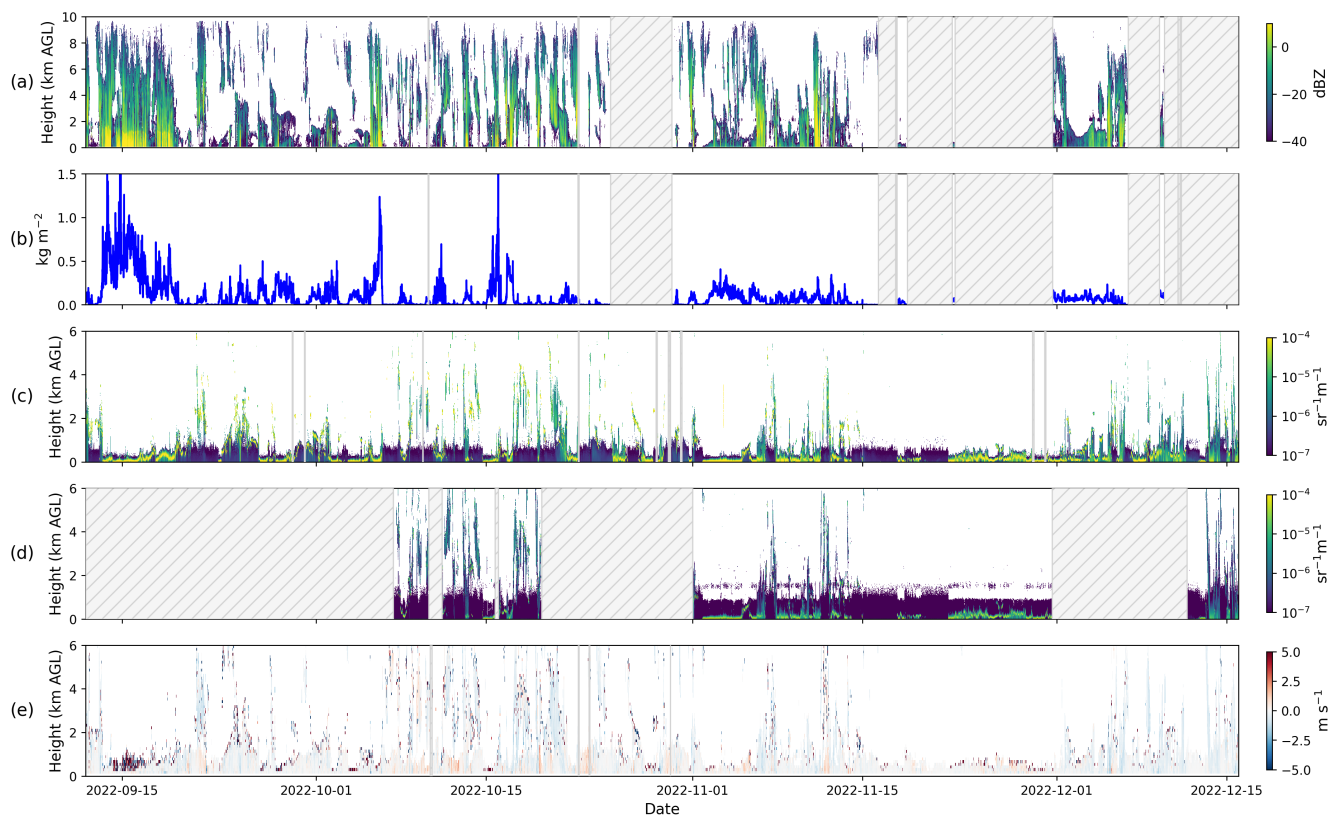 (a)
Height (km AGL)
10
8
6
4
2
0
0
−20
−40
dBZ
(b)
kg m⁻²
1.5
1.0
0.5
0.0
(c)
Height (km AGL)
6
4
2
0
10⁻⁴
10⁻⁵
10⁻⁶
10⁻⁷
sr⁻¹m⁻¹
(d)
Height (km AGL)
6
4
2
0
10⁻⁴
10⁻⁵
10⁻⁶
10⁻⁷
sr⁻¹m⁻¹
(e)
Height (km AGL)
6
4
2
0
5.0
2.5
0.0
−2.5
−5.0
m s⁻¹
2022-09-15 2022-10-01 2022-10-15 2022-11-01 2022-11-15 2022-12-01 2022-12-15
Date